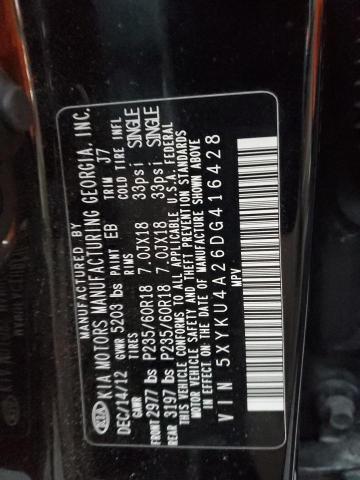 MANUFACTURED BY
KIA KIA MOTORS MANUFACTURING GEORGIA, INC.
DEC/14/12 GVWR 5203 lbs PAINT EB TRIM J7
GAWR TIRES RIMS COLD TIRE INFL
FRONT 2977 lbs P235/60R18 7.0JX18 33psi SINGLE
REAR 3197 lbs P235/60R18 7.0JX18 33psi SINGLE
THIS VEHICLE CONFORMS TO ALL APPLICABLE U.S.A. FEDERAL
MOTOR VEHICLE SAFETY AND THEFT PREVENTION STANDARDS
IN EFFECT ON THE DATE OF MANUFACTURE SHOWN ABOVE
VIN 5XYKU4A26DG416428
MPV